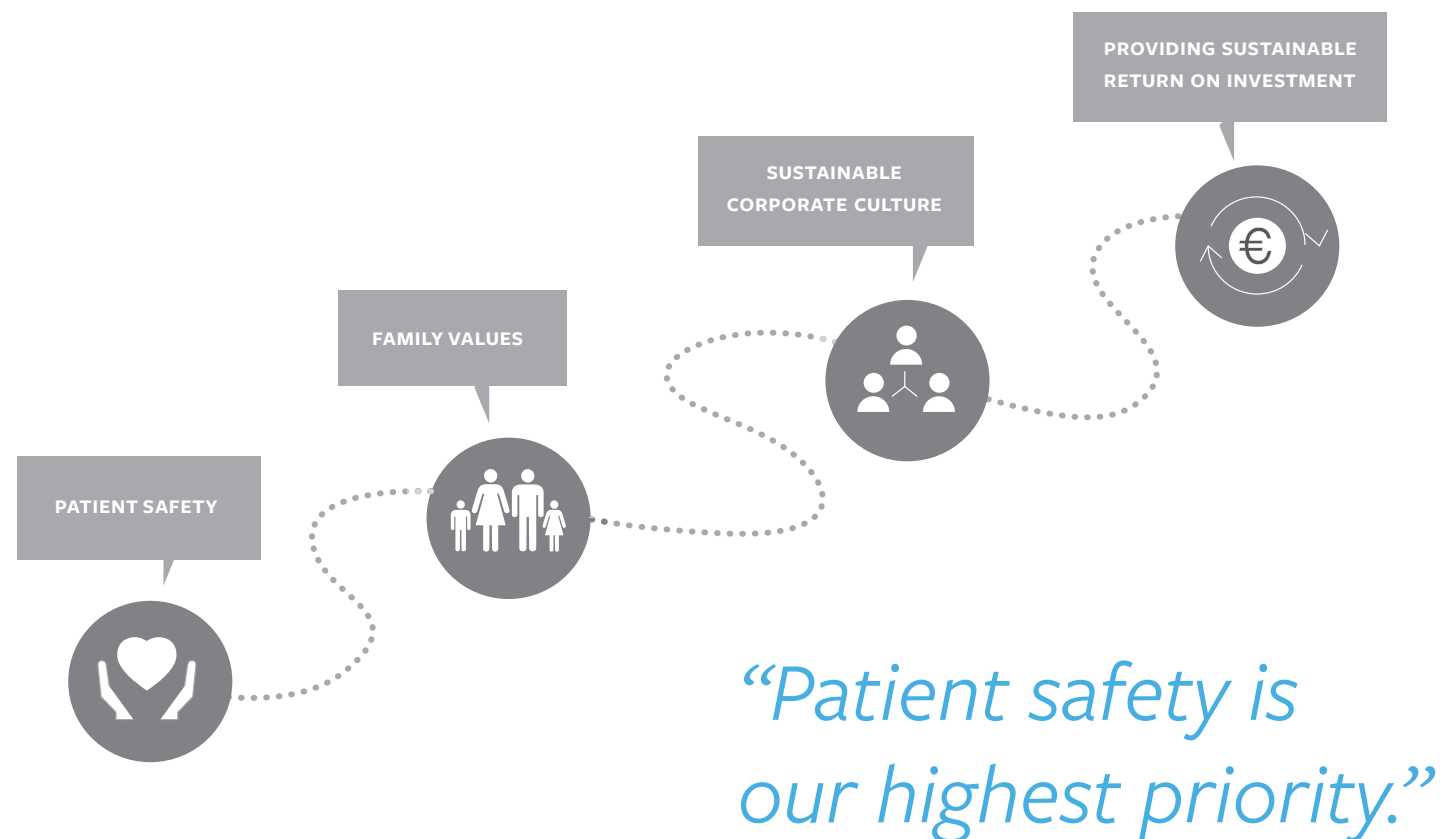 PROVIDING SUSTAINABLE
RETURN ON INVESTMENT
SUSTAINABLE
CORPORATE CULTURE
FAMILY VALUES
PATIENT SAFETY
€
“Patient safety is
our highest priority.”